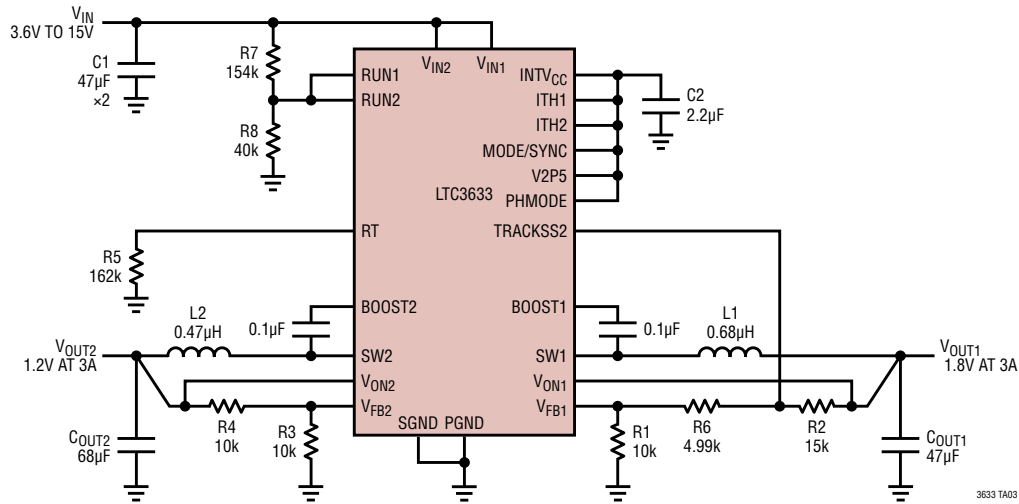 VIN
3.6V TO 15V
C1
47µF
×2
R7
154k
R8
40k
RUN1
RUN2
VIN2
VIN1
INTVCC
ITH1
ITH2
MODE/SYNC
V2P5
PHMODE
C2
2.2µF
LTC3633
RT
TRACKSS2
R5
162k
BOOST2
BOOST1
L2
0.47µH
0.1µF
0.1µF
L1
0.68µH
VOUT2
1.2V AT 3A
SW2
SW1
VOUT1
1.8V AT 3A
VON2
VON1
VFB2
VFB1
SGND PGND
COUT2
68µF
R4
10k
R3
10k
R1
10k
R6
4.99k
R2
15k
COUT1
47µF
3633 TA03